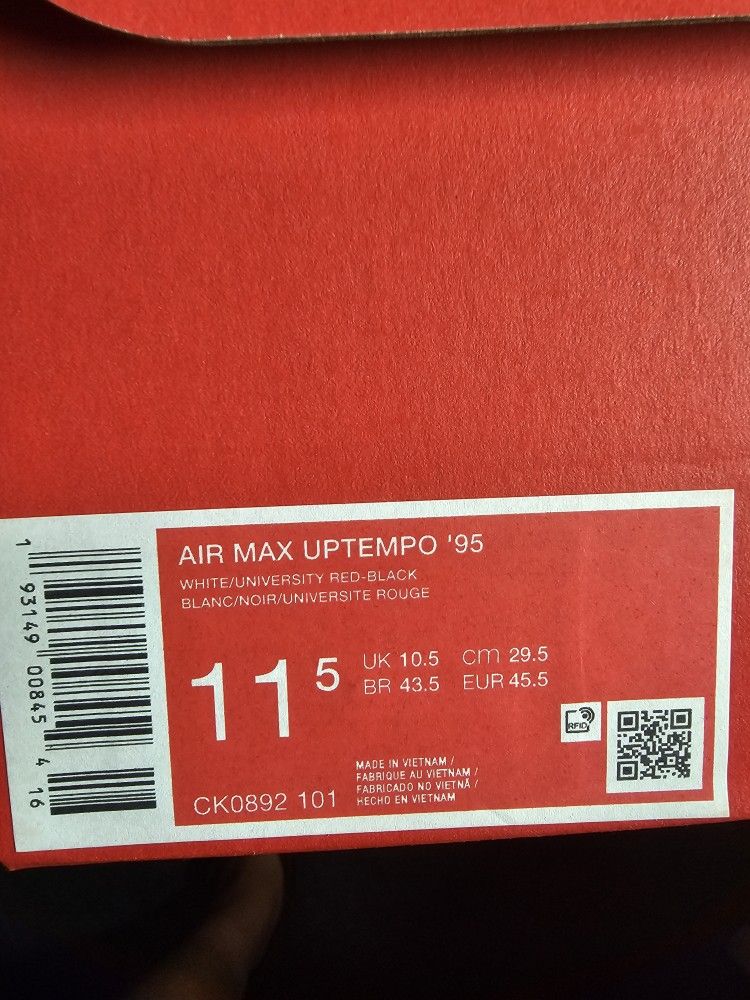 AIR MAX UPTEMPO '95
WHITE/UNIVERSITY RED-BLACK
BLANC/NOIR/UNIVERSITE ROUGE
11 5
UK 10.5 cm 29.5
BR 43.5 EUR 45.5
RFID
MADE IN VIETNAM /
FABRIQUE AU VIETNAM /
FABRICADO NO VIETNÃ /
HECHO EN VIETNAM
CK0892 101
1 93149 00845 4 16